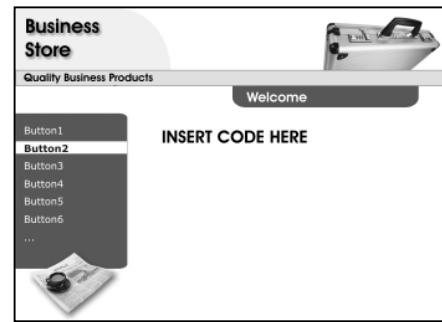 Business
Store
Quality Business Products
Welcome
Button1
Button2
Button3
Button4
Button5
Button6
...
INSERT CODE HERE